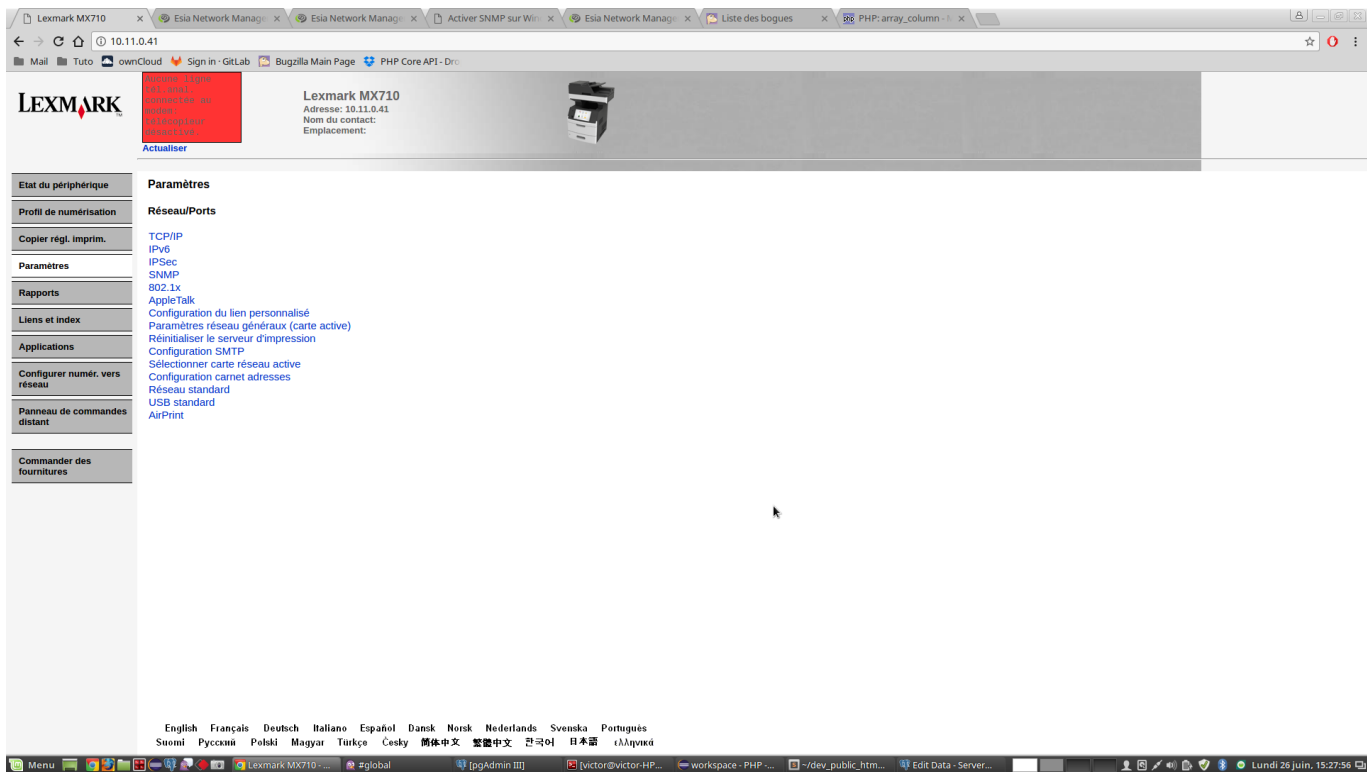 Lexmark MX710
Esia Network Manage
Esia Network Manage
Activer SNMP sur Win
Esia Network Manage
Liste des bogues
PHP: array_column -
10.11.0.41
Mail Tuto ownCloud Sign in · GitLab Bugzilla Main Page PHP Core API - Dro
LEXMARK
Aucune ligne
connectée au
modem
télécopieur
désactivé
Actualiser
Lexmark MX710
Adresse: 10.11.0.41
Nom du contact:
Emplacement:
Etat du périphérique
Profil de numérisation
Copier régl. imprim.
Paramètres
Rapports
Liens et index
Applications
Configurer numér. vers
réseau
Panneau de commandes
distant
Commander des
fournitures
Paramètres
Réseau/Ports
TCP/IP
IPv6
IPSec
SNMP
802.1x
AppleTalk
Configuration du lien personnalisé
Paramètres réseau généraux (carte active)
Réinitialiser le serveur d'impression
Configuration SMTP
Sélectionner carte réseau active
Configuration carnet adresses
Réseau standard
USB standard
AirPrint
English Français Deutsch Italiano Español Dansk Norsk Nederlands Svenska Português
Suomi Русский Polski Magyar Türkçe Česky 简体中文 繁體中文 한국어 日本語 ελληνικά
Menu Lexmark MX710 - ... #global [pgAdmin III] [victor@victor-HP... workspace - PHP -... ~/dev_public_htm... Edit Data - Server... Lundi 26 juin, 15:27:56